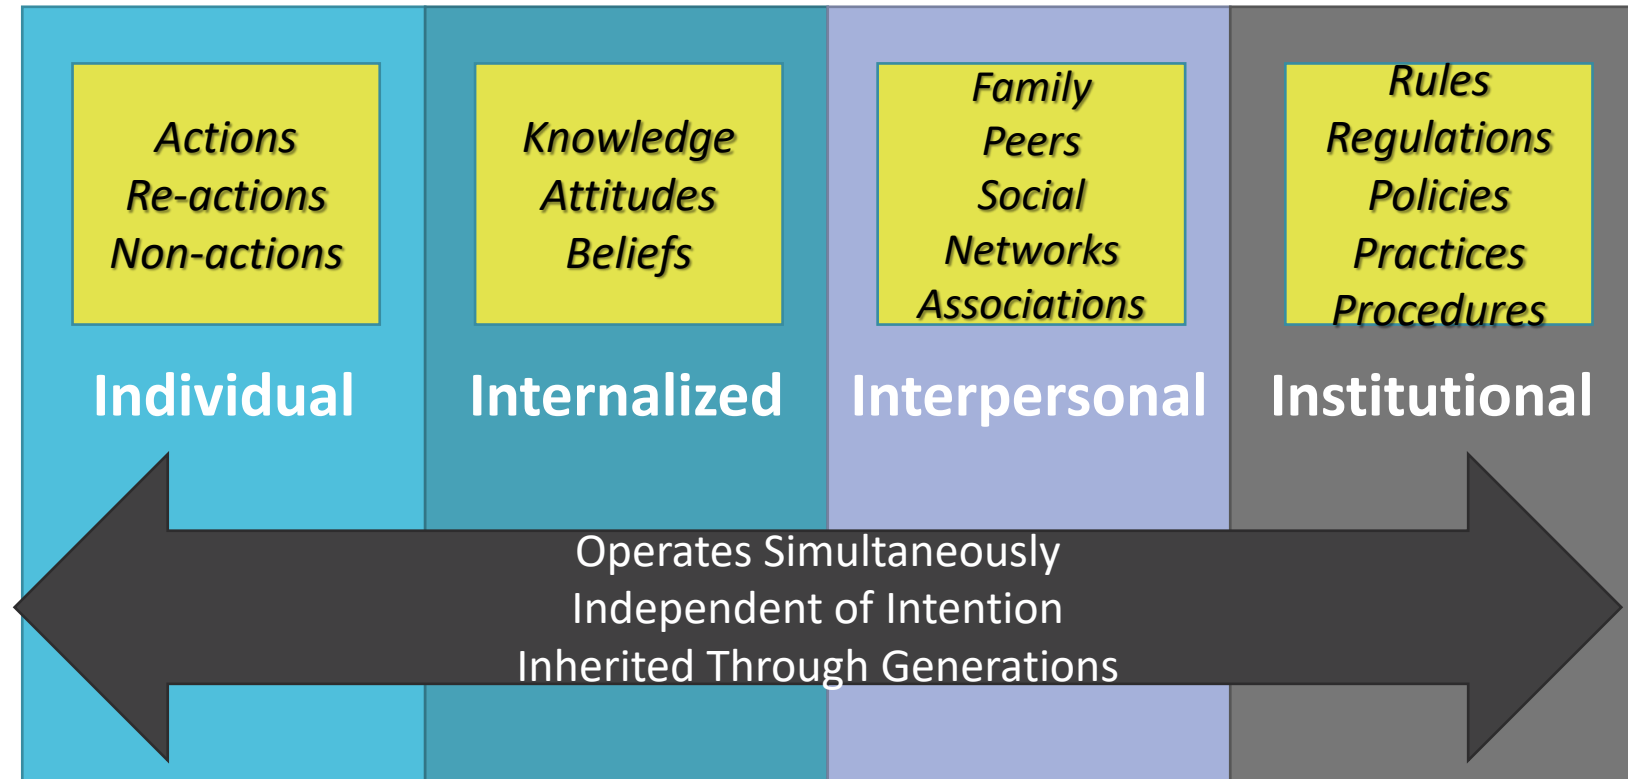 Actions
Re-actions
Non-actions
Individual
Knowledge
Attitudes
Beliefs
Internalized
Family
Peers
Social
Networks
Associations
Interpersonal
Rules
Regulations
Policies
Practices
Procedures
Institutional
Operates Simultaneously
Independent of Intention
Inherited Through Generations